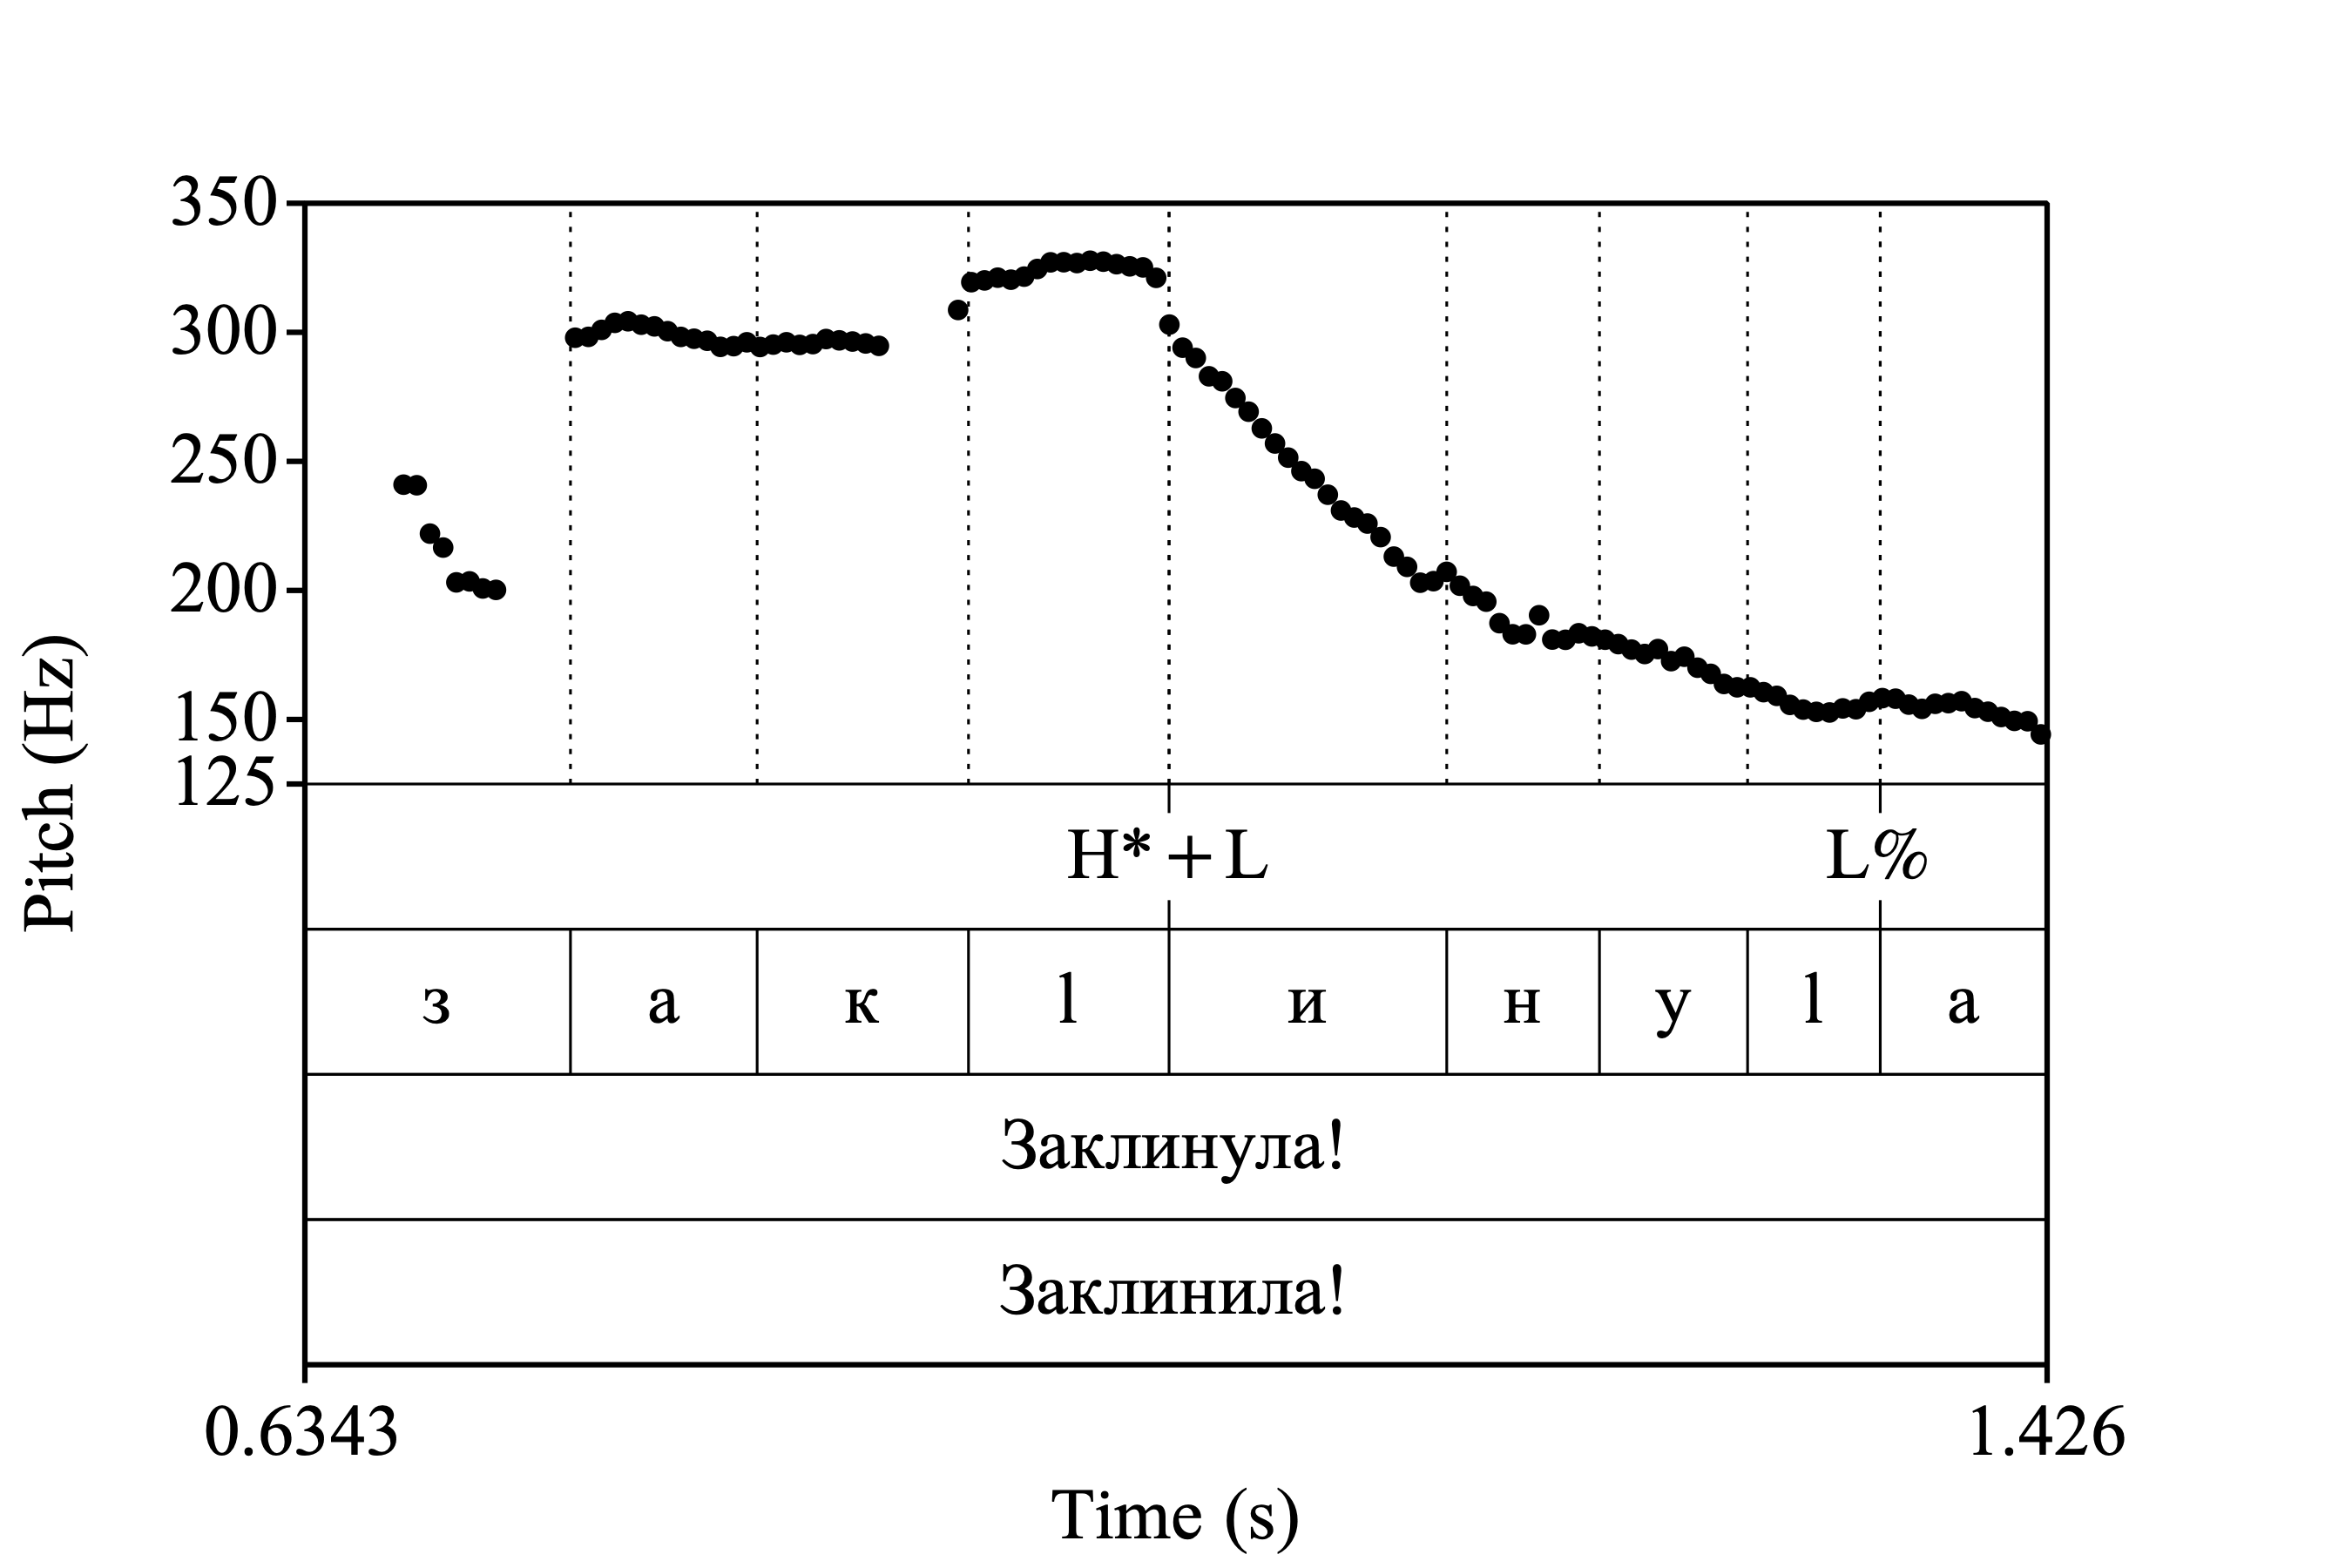 350
300
250
200
150
125
Pitch (Hz)
H* + L L%
з а к l и н у l а
Заклинула!
Заклинила!
0.6343 1.426
Time (s)